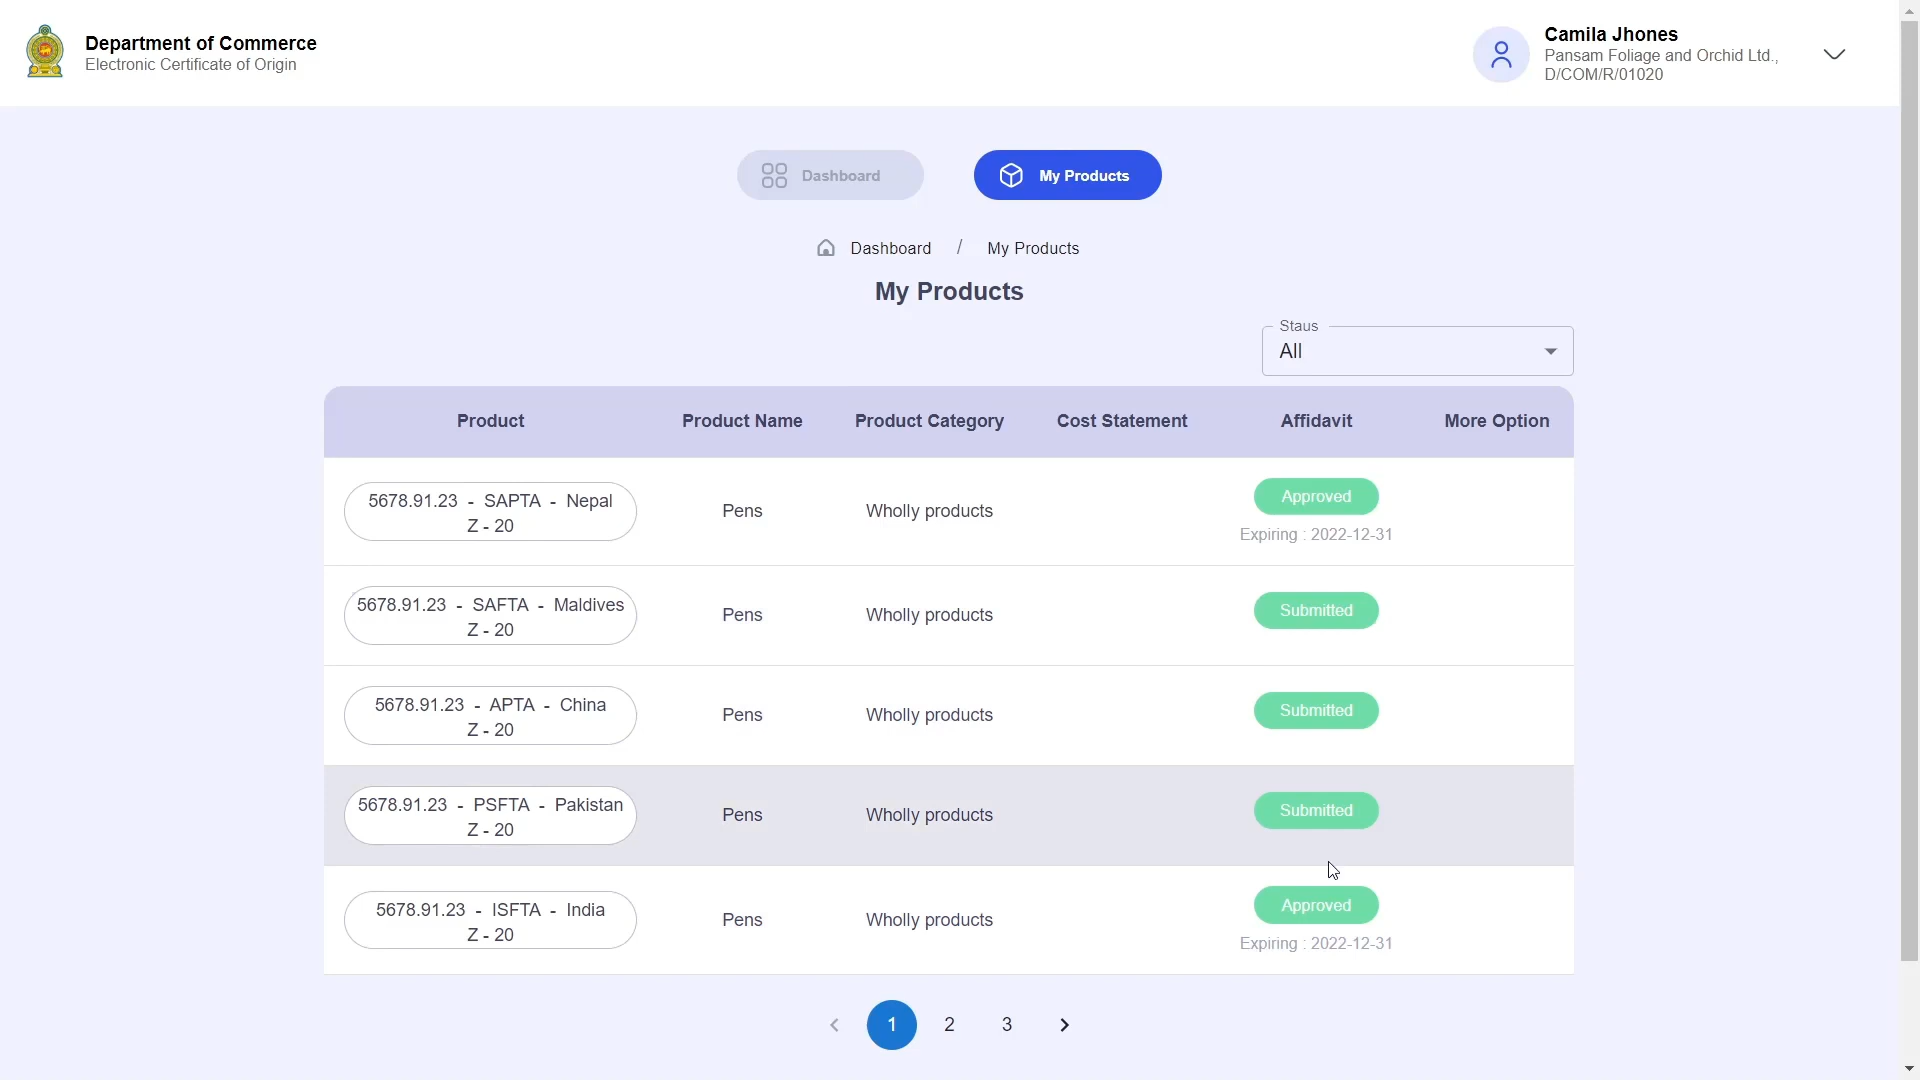 Department of Commerce
Electronic Certificate of Origin
Camila Jhones
Pansam Foliage and Orchid Ltd.,
D/COM/R/01020
Dashboard
My Products
Dashboard / My Products
My Products
Staus
All
Product Product Name Product Category Cost Statement Affidavit More Option
5678.91.23 - SAPTA - Nepal
Z - 20
Pens
Wholly products
Approved
Expiring : 2022-12-31
5678.91.23 - SAFTA - Maldives
Z - 20
Pens
Wholly products
Submitted
5678.91.23 - APTA - China
Z - 20
Pens
Wholly products
Submitted
5678.91.23 - PSFTA - Pakistan
Z - 20
Pens
Wholly products
Submitted
5678.91.23 - ISFTA - India
Z - 20
Pens
Wholly products
Approved
Expiring : 2022-12-31
1 2 3